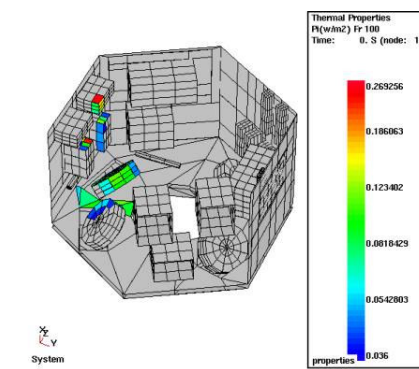 Thermal Properties
Pi(w/m2) Fr 100
Time: 0. S (node: 1
0.269256
0.186063
0.123402
0.0818429
0.0542803
0.036
properties
X
Z
Y
System